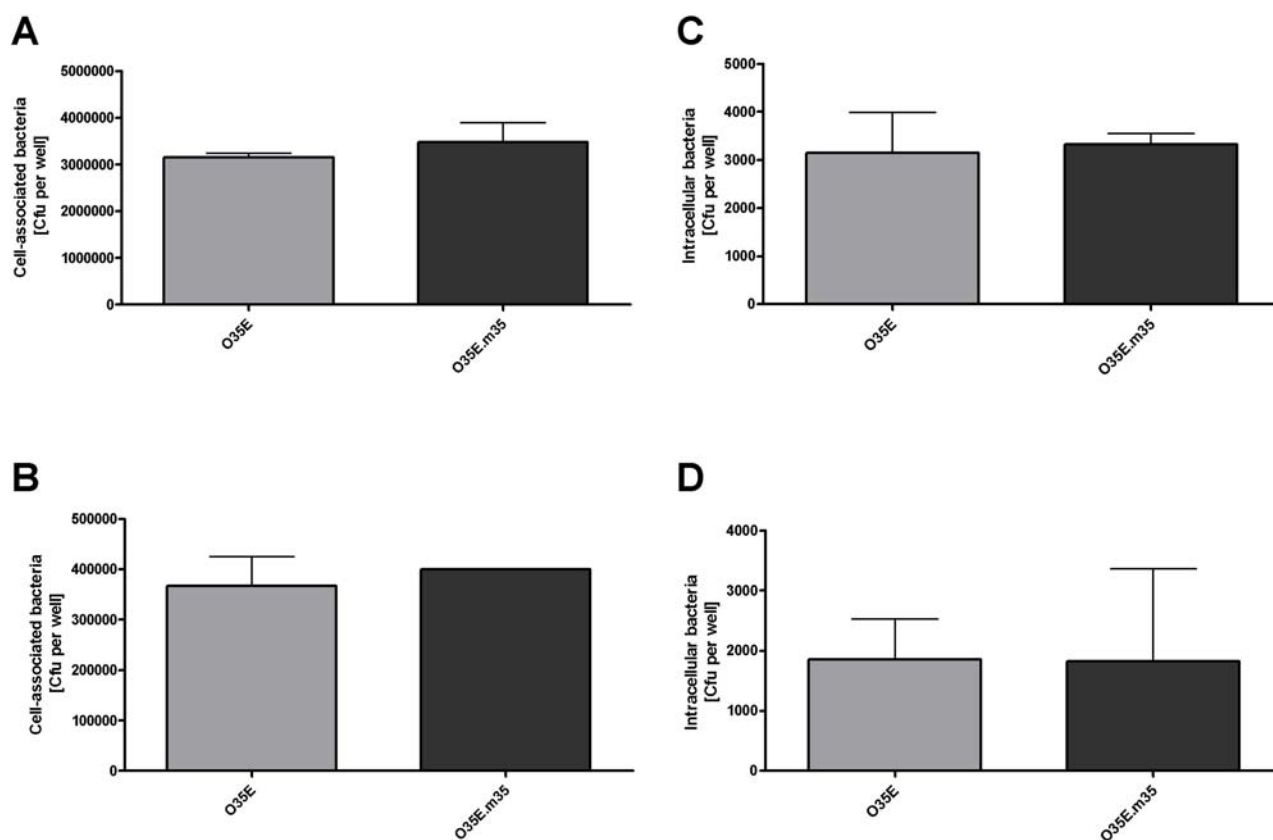 A
Cell-associated bacteria
[Cfu per well]
5000000
4000000
3000000
2000000
1000000
0
O35E
O35E.m35
C
Intracellular bacteria
[Cfu per well]
5000
4000
3000
2000
1000
0
O35E
O35E.m35
B
Cell-associated bacteria
[Cfu per well]
500000
400000
300000
200000
100000
0
O35E
O35E.m35
D
Intracellular bacteria
[Cfu per well]
4000
3000
2000
1000
0
O35E
O35E.m35